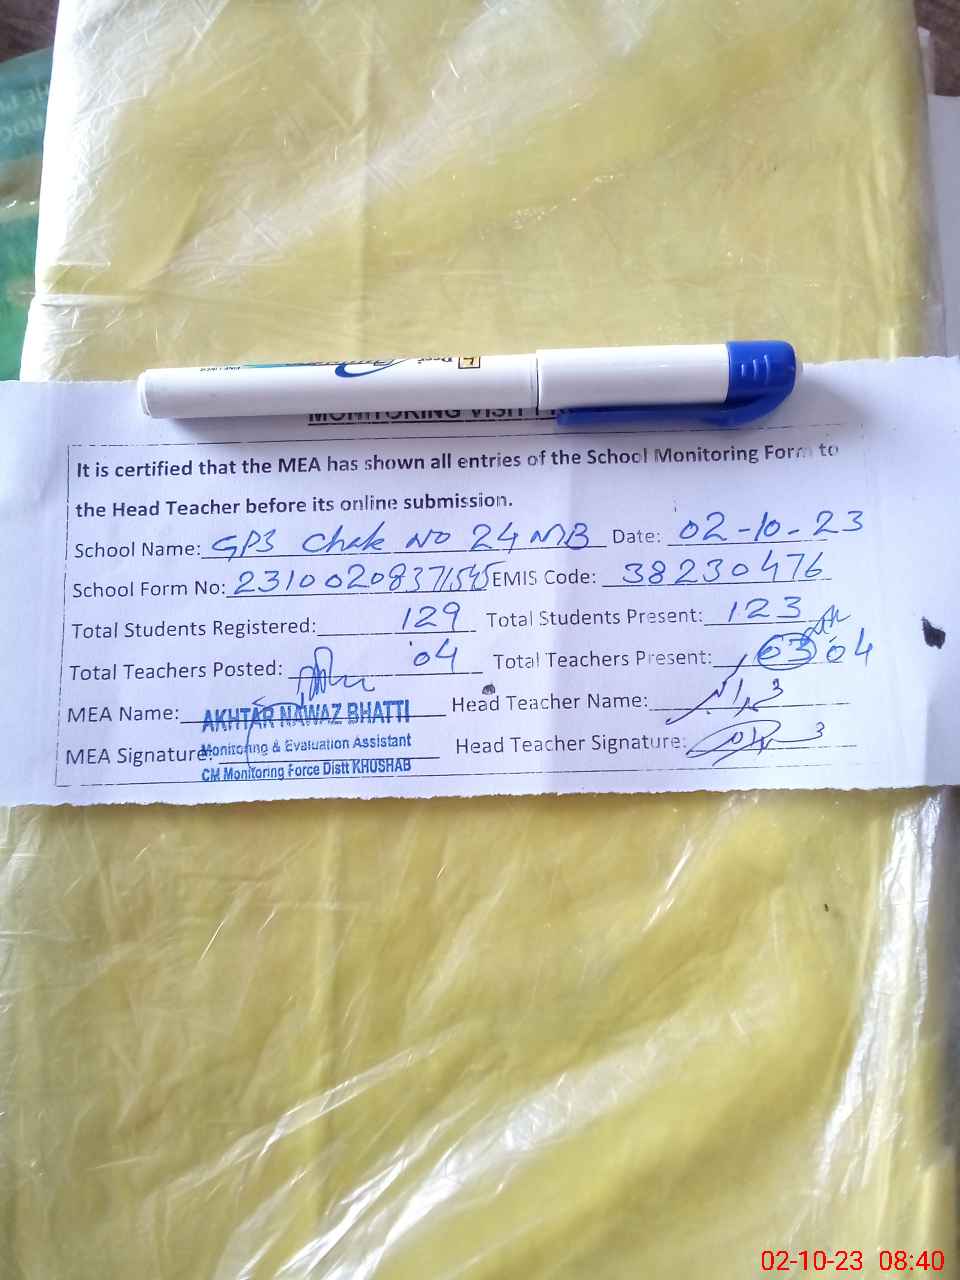 MONITORING VISIT
It is certified that the MEA has shown all entries of the School Monitoring Form to
the Head Teacher before its online submission.
School Name: GPS Chak No 24 MB Date: 02-10-23
School Form No: EMIS Code: 38230476
Total Students Registered: 129 Total Students Present: 123
Total Teachers Posted: 04 Total Teachers Present: 03 04
MEA Name: AKHTAR NAWAZ BHATTI Head Teacher Name:
MEA Signature: Monitoring & Evaluation Assistant Head Teacher Signature:
CM Monitoring Force Distt KHUSHAB
02-10-23 08:40